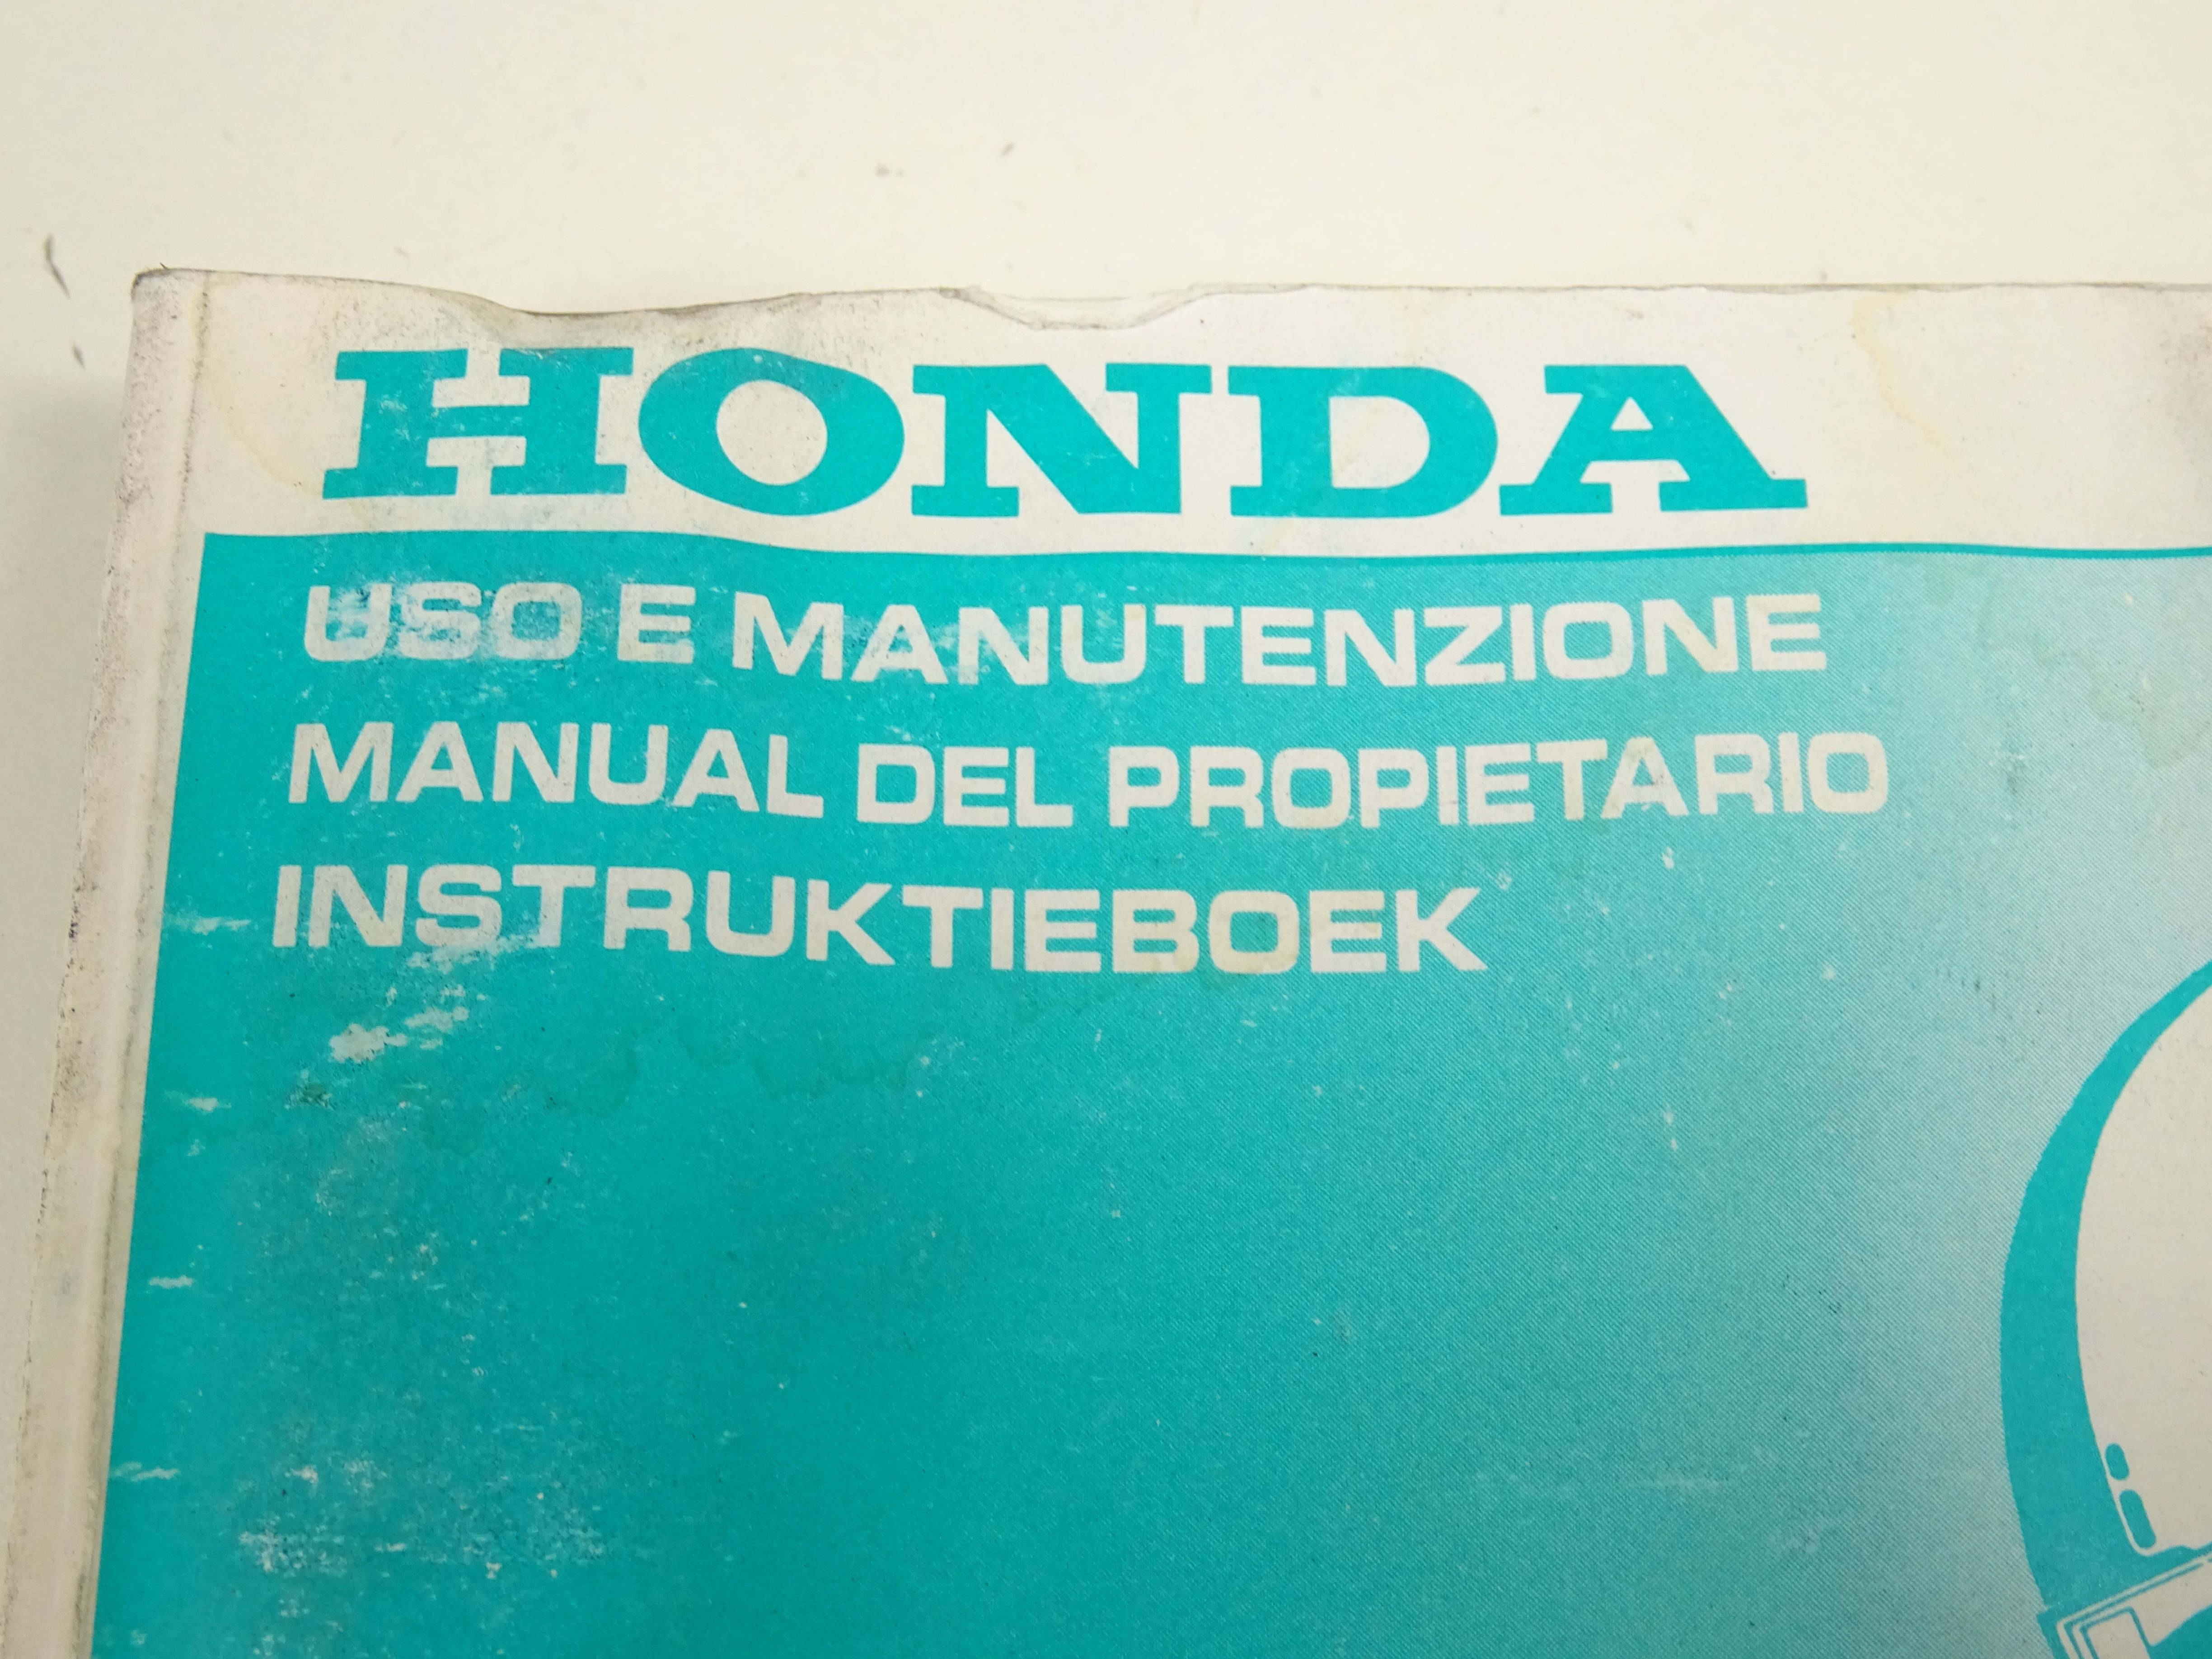 HONDA
USO E MANUTENZIONE
MANUAL DEL PROPIETARIO
INSTRUKTIEBOEK